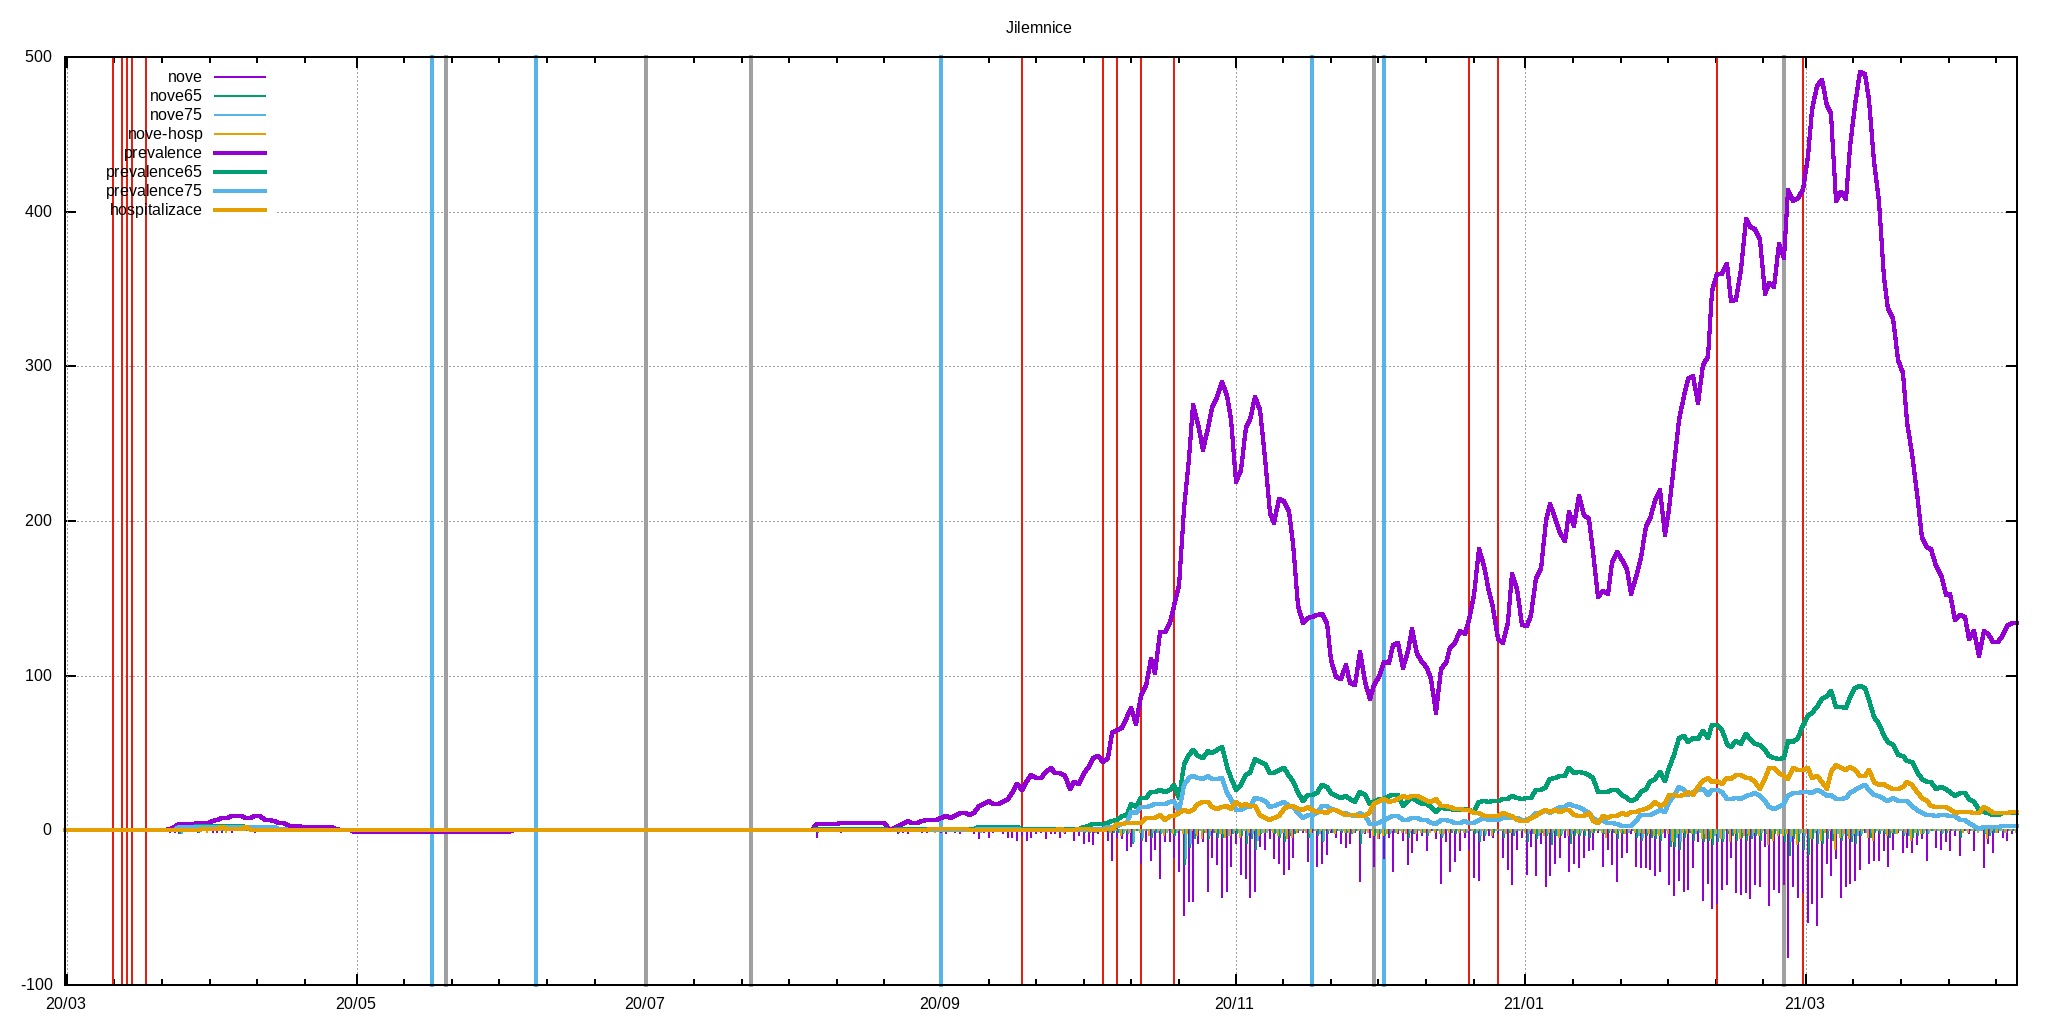 Jilemnice
500
400
300
200
100
0
-100
nove
nove65
nove75
nove-hosp
prevalence
prevalence65
prevalence75
hospitalizace
20/03 20/05 20/07 20/09 20/11 21/01 21/03